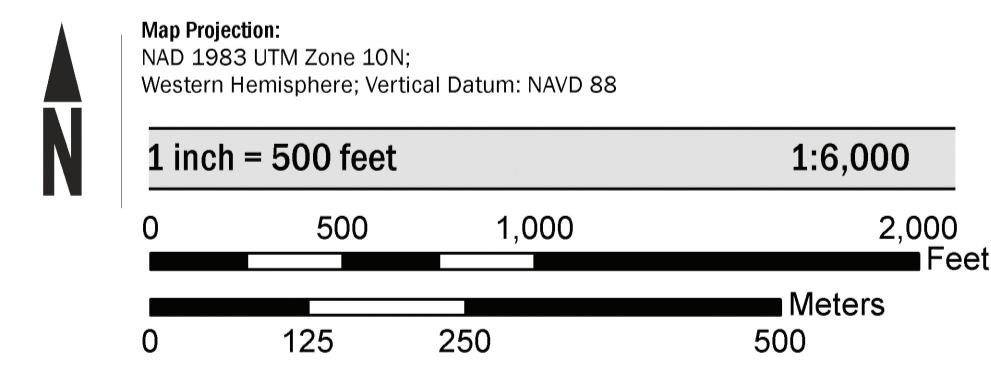 N
Map Projection:
NAD 1983 UTM Zone 10N;
Western Hemisphere; Vertical Datum: NAVD 88
1 inch = 500 feet 1:6,000
0 500 1,000 2,000
Feet
Meters
0 125 250 500